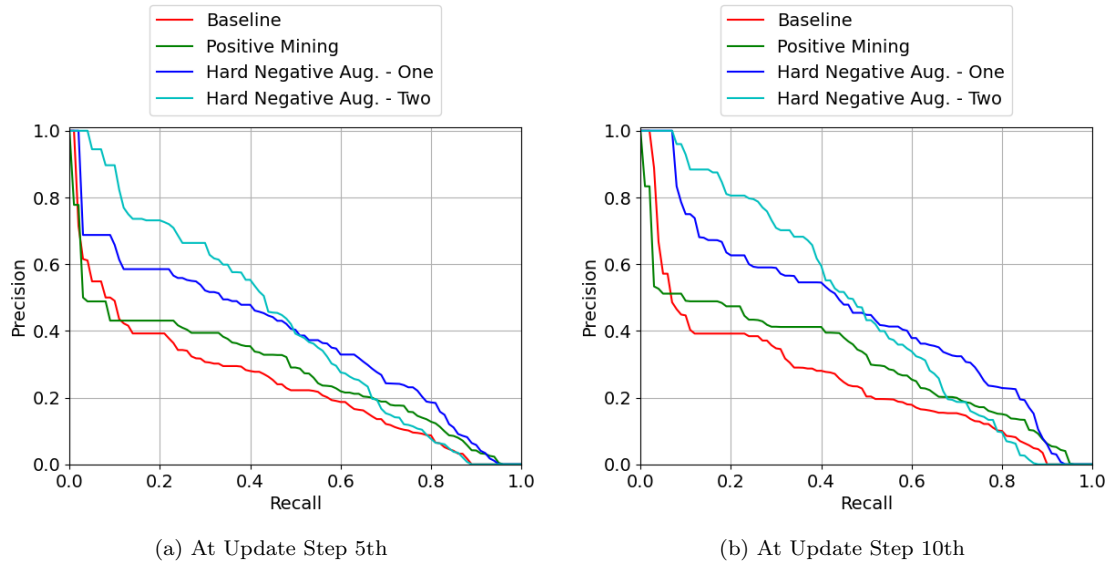 Baseline
Positive Mining
Hard Negative Aug. - One
Hard Negative Aug. - Two
1.0
0.8
0.6
0.4
0.2
0.0
Precision
0.0 0.2 0.4 0.6 0.8 1.0
Recall
(a) At Update Step 5th
Baseline
Positive Mining
Hard Negative Aug. - One
Hard Negative Aug. - Two
1.0
0.8
0.6
0.4
0.2
0.0
Precision
0.0 0.2 0.4 0.6 0.8 1.0
Recall
(b) At Update Step 10th